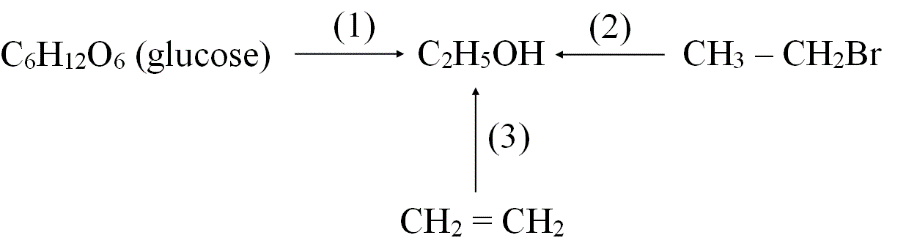 (1) (2)
C₆H₁₂O₆ (glucose) C₂H₅OH CH₃ – CH₂Br
(3)
CH₂ = CH₂